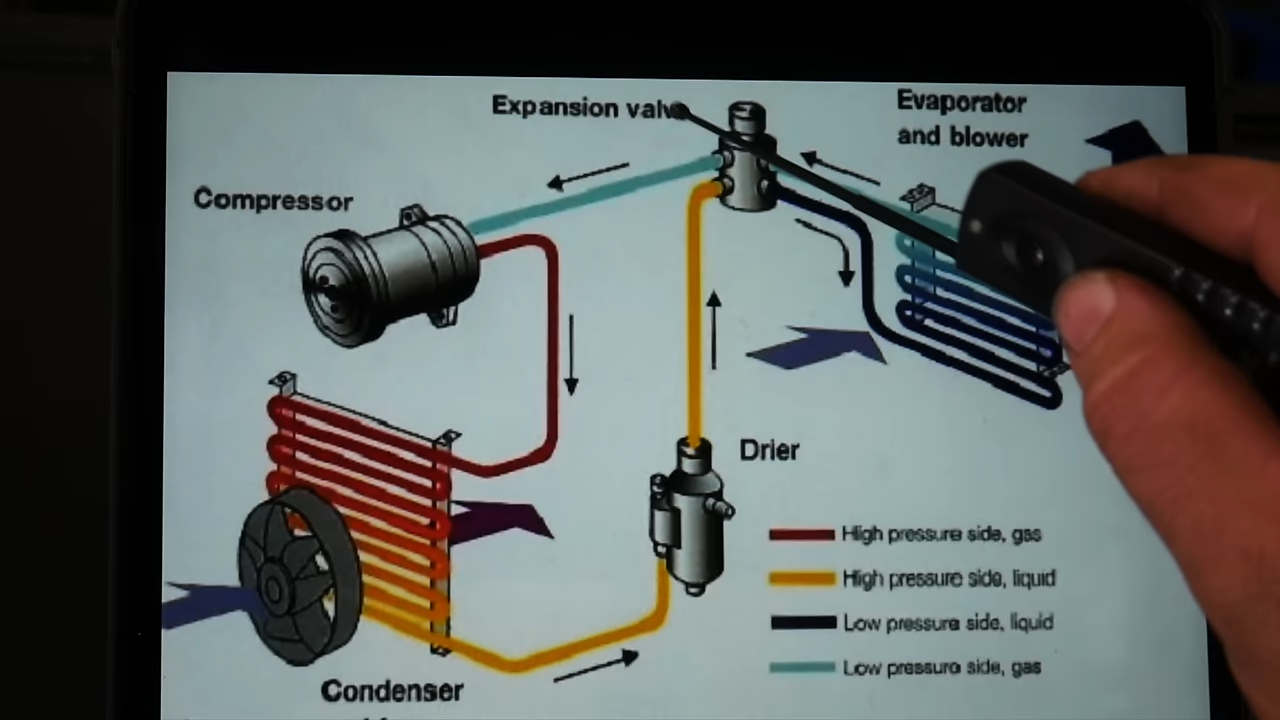 Expansion valve
Evaporator
and blower
Compressor
Drier
High pressure side, gas
High pressure side, liquid
Low pressure side, liquid
Low pressure side, gas
Condenser